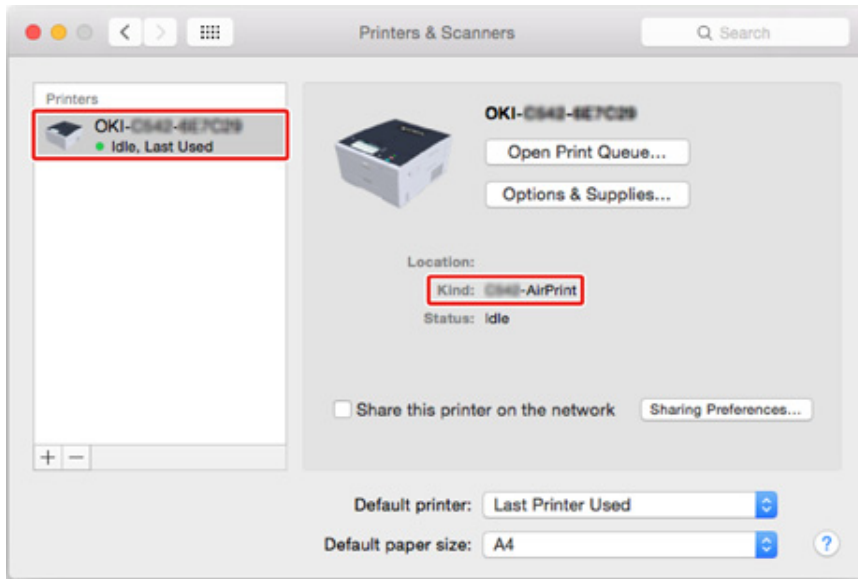 Printers & Scanners
Search
Printers
OKI-
Idle, Last Used
OKI-
Open Print Queue...
Options & Supplies...
Location:
Kind: -AirPrint
Status: Idle
Share this printer on the network
Sharing Preferences...
+ −
Default printer: Last Printer Used
Default paper size: A4
?